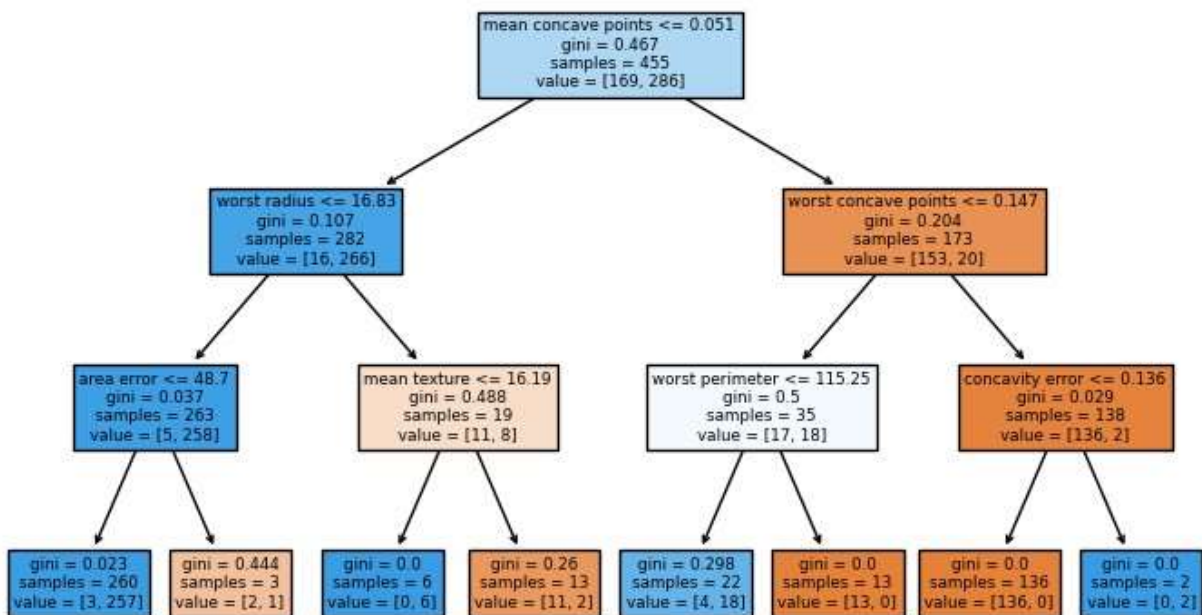 mean concave points <= 0.051
gini = 0.467
samples = 455
value = [169, 286]
worst radius <= 16.83
gini = 0.107
samples = 282
value = [16, 266]
worst concave points <= 0.147
gini = 0.204
samples = 173
value = [153, 20]
area error <= 48.7
gini = 0.037
samples = 263
value = [5, 258]
mean texture <= 16.19
gini = 0.488
samples = 19
value = [11, 8]
worst perimeter <= 115.25
gini = 0.5
samples = 35
value = [17, 18]
concavity error <= 0.136
gini = 0.029
samples = 138
value = [136, 2]
gini = 0.023
samples = 260
value = [3, 257]
gini = 0.444
samples = 3
value = [2, 1]
gini = 0.0
samples = 6
value = [0, 6]
gini = 0.26
samples = 13
value = [11, 2]
gini = 0.298
samples = 22
value = [4, 18]
gini = 0.0
samples = 13
value = [13, 0]
gini = 0.0
samples = 136
value = [136, 0]
gini = 0.0
samples = 2
value = [0, 2]